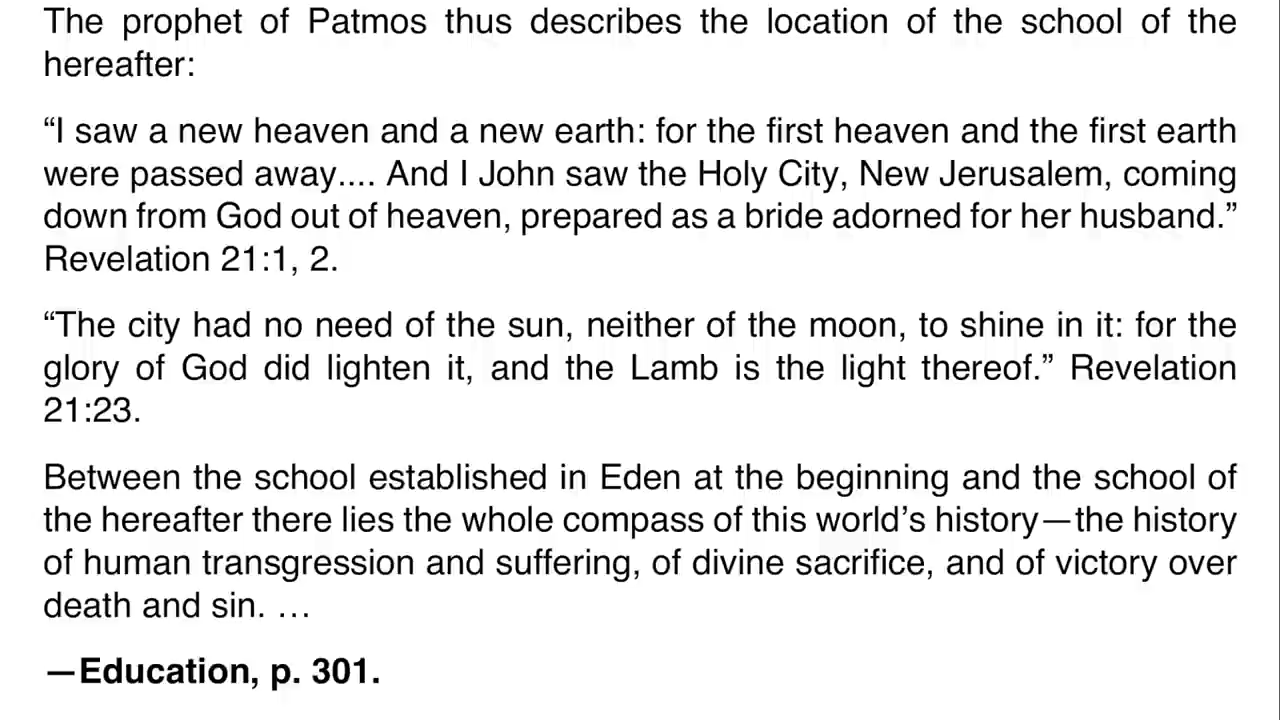 The prophet of Patmos thus describes the location of the school of the
hereafter:
“I saw a new heaven and a new earth: for the first heaven and the first earth
were passed away.... And I John saw the Holy City, New Jerusalem, coming
down from God out of heaven, prepared as a bride adorned for her husband.”
Revelation 21:1, 2.
“The city had no need of the sun, neither of the moon, to shine in it: for the
glory of God did lighten it, and the Lamb is the light thereof.” Revelation
21:23.
Between the school established in Eden at the beginning and the school of
the hereafter there lies the whole compass of this world’s history—the history
of human transgression and suffering, of divine sacrifice, and of victory over
death and sin. …
—Education, p. 301.